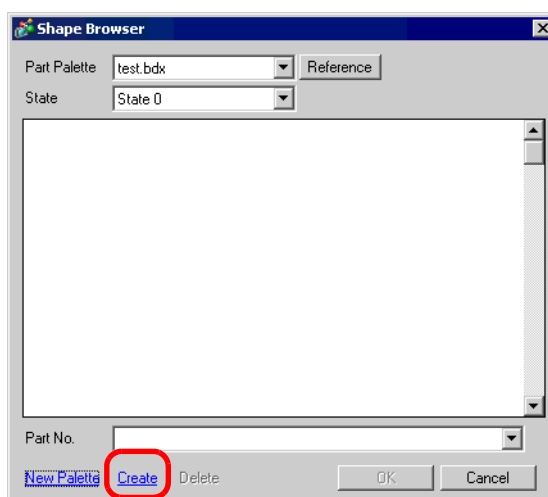 Shape Browser
Part Palette test.bdx Reference
State State 0
Part No.
New Palette Create Delete OK Cancel